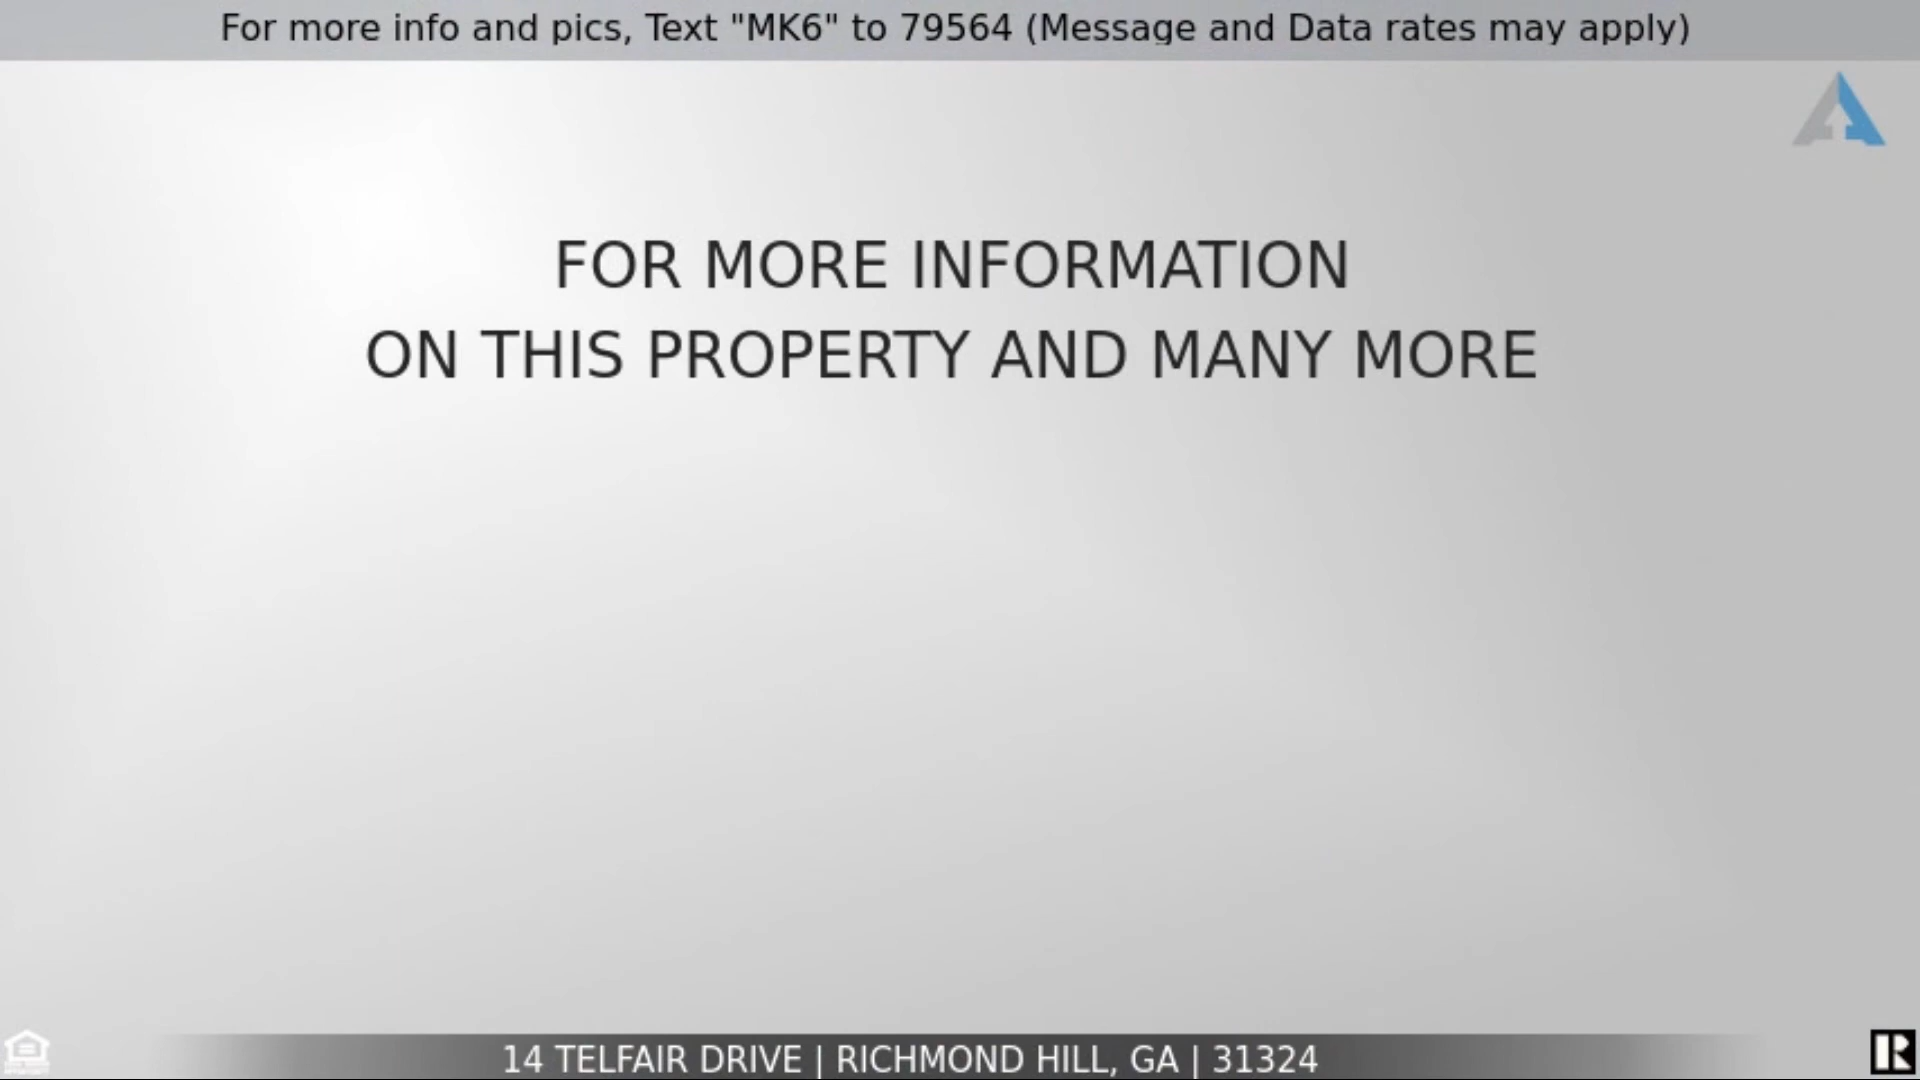 For more info and pics, Text "MK6" to 79564 (Message and Data rates may apply)
FOR MORE INFORMATION
ON THIS PROPERTY AND MANY MORE
14 TELFAIR DRIVE | RICHMOND HILL, GA | 31324